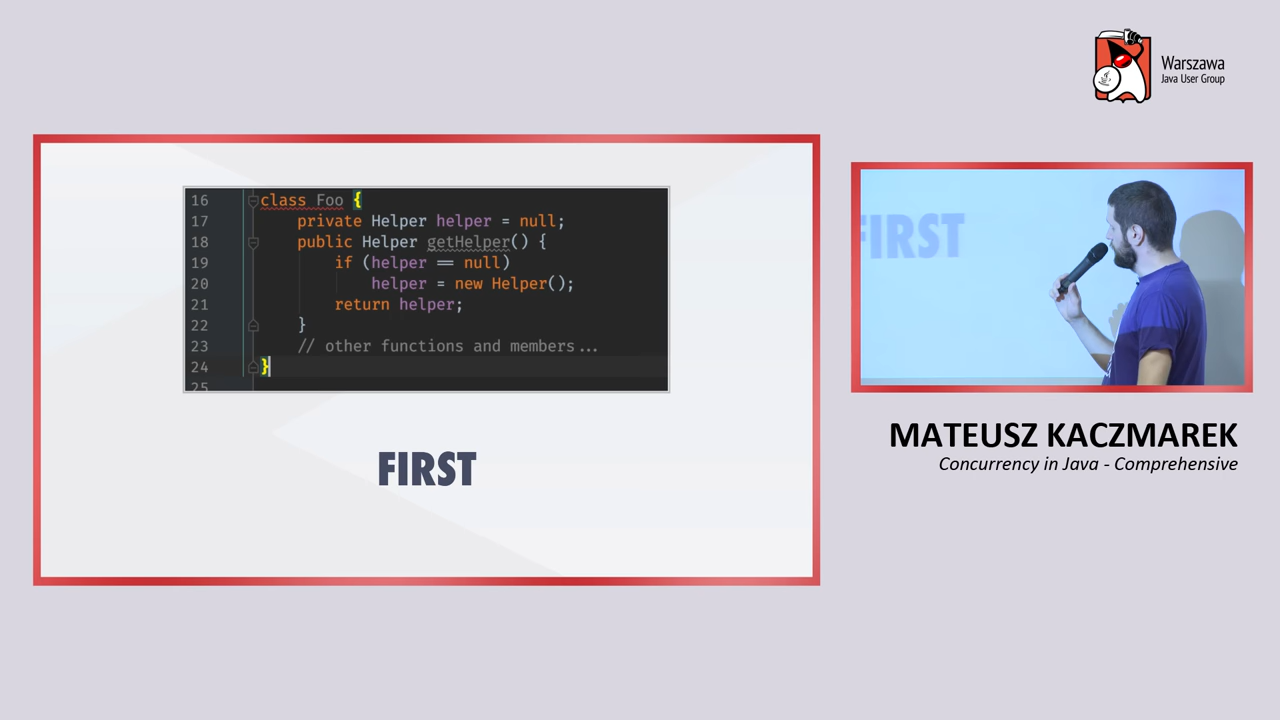 Warszawa
Java User Group
16 class Foo {
17 private Helper helper = null;
18 public Helper getHelper() {
19 if (helper == null)
20 helper = new Helper();
21 return helper;
22 }
23 // other functions and members...
24 }
25
FIRST
FIRST
MATEUSZ KACZMAREK
Concurrency in Java - Comprehensive